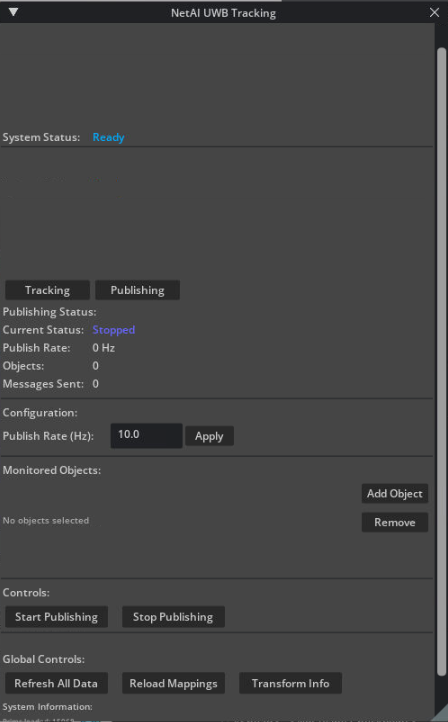 NetAI UWB Tracking
System Status: Ready
Tracking Publishing
Publishing Status:
Current Status: Stopped
Publish Rate: 0 Hz
Objects: 0
Messages Sent: 0
Configuration:
Publish Rate (Hz): 10.0 Apply
Monitored Objects:
Add Object
No objects selected
Remove
Controls:
Start Publishing Stop Publishing
Global Controls:
Refresh All Data Reload Mappings Transform Info
System Information: